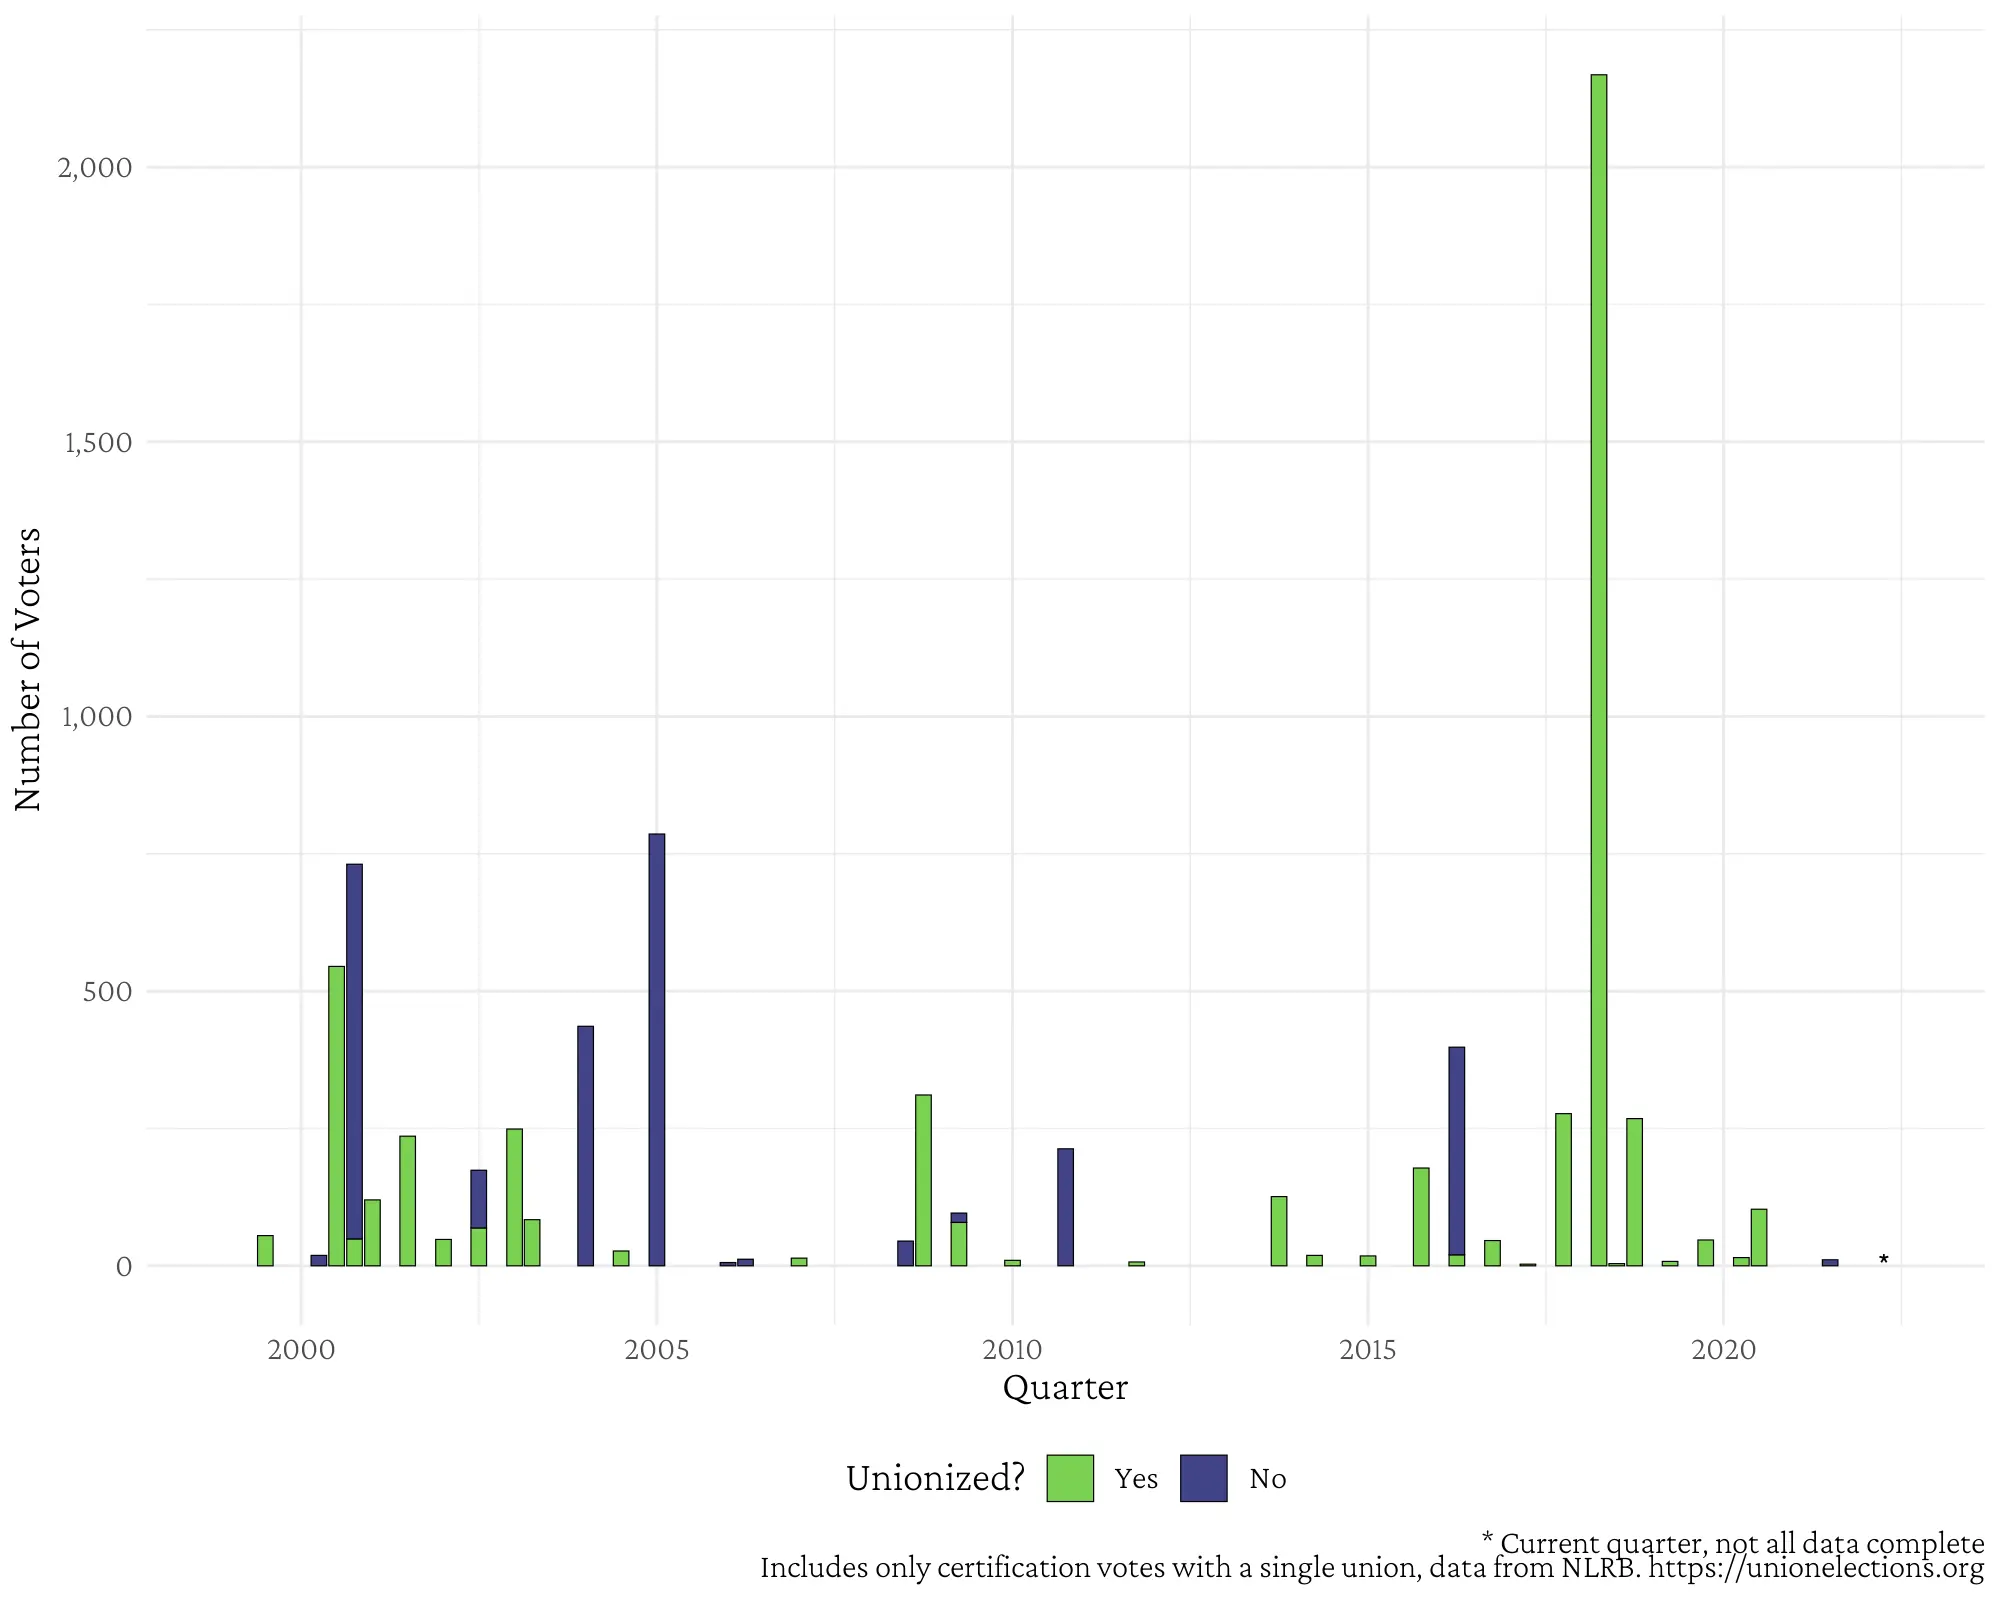 Number of Voters
2,000
1,500
1,000
500
0
*
2000 2005 2010 2015 2020
Quarter
Unionized? Yes No
* Current quarter, not all data complete
Includes only certification votes with a single union, data from NLRB. https://unionelections.org